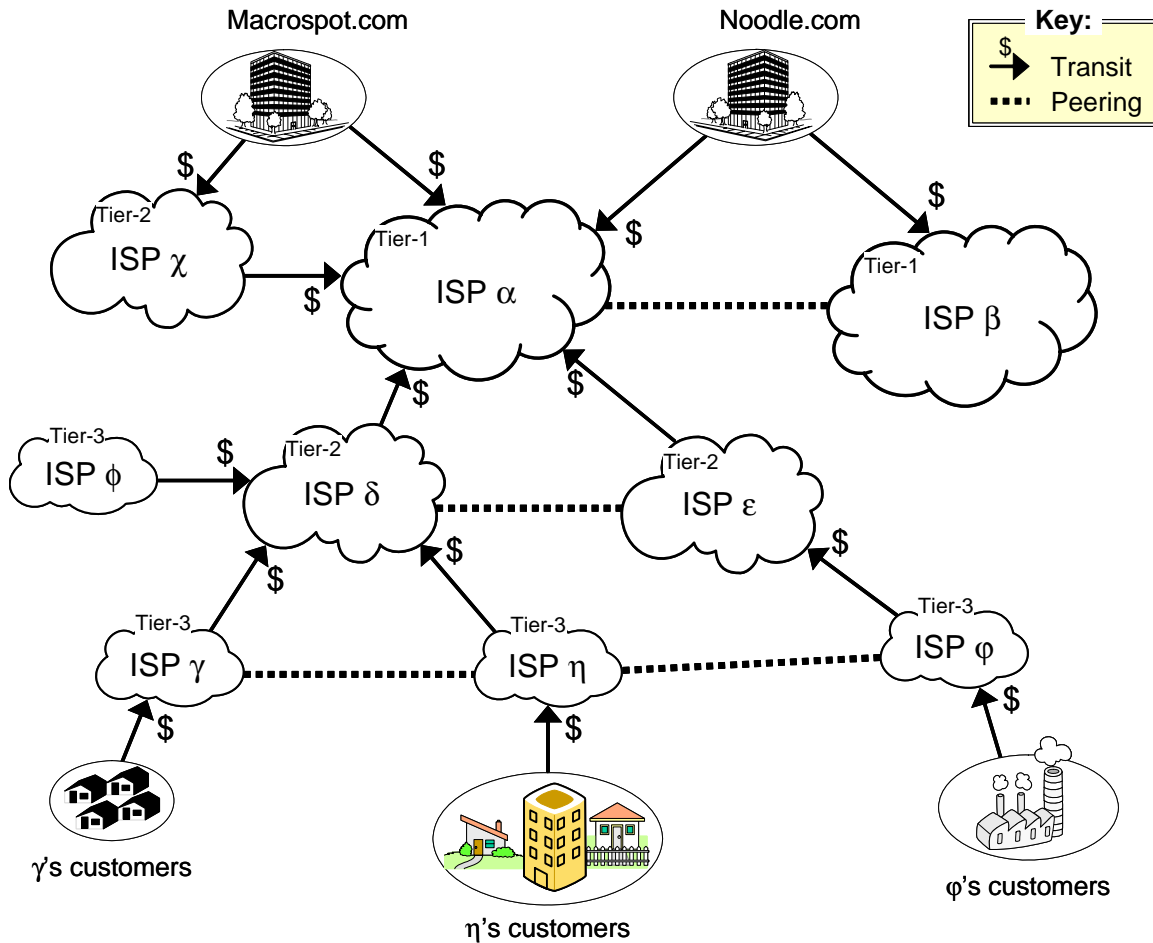 Macrospot.com
Noodle.com
Key:
$
Transit
Peering
$
$
$
$
Tier-2
ISP χ
$
Tier-1
ISP α
Tier-1
ISP β
$
$
Tier-3
ISP ϕ
$
Tier-2
ISP δ
Tier-2
ISP ε
$
$
$
Tier-3
ISP γ
Tier-3
ISP η
Tier-3
ISP φ
$
$
$
γ's customers
η's customers
φ's customers